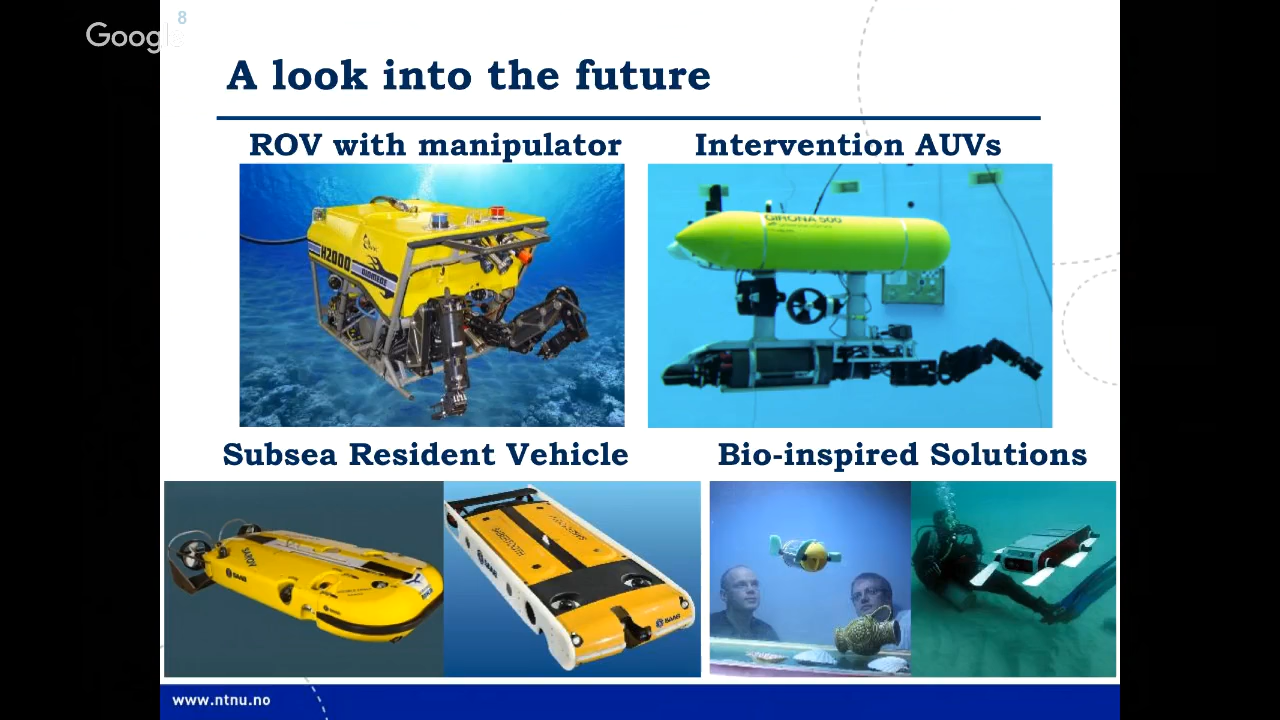 8
Google
A look into the future
ROV with manipulator
Intervention AUVs
H2000
GIRONA 500
Subsea Resident Vehicle
Bio-inspired Solutions
SAAB
SAAB
www.ntnu.no